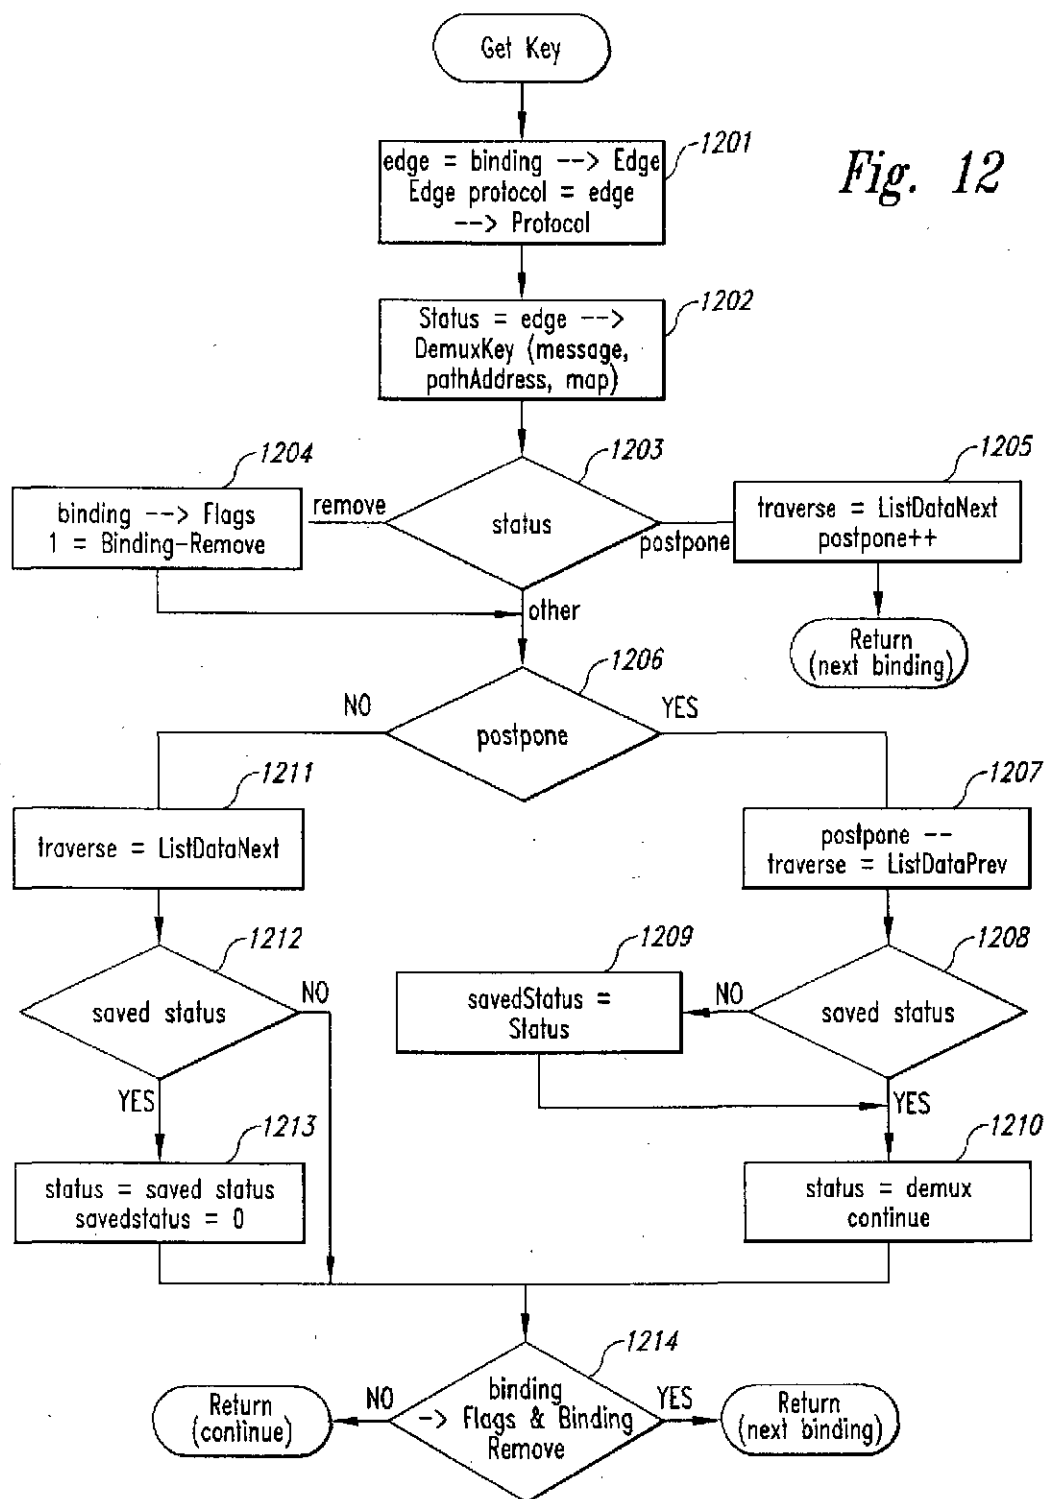 Get Key
1201
edge = binding --> Edge
Edge protocol = edge
--> Protocol
Fig. 12
1202
Status = edge -->
DemuxKey (message,
pathAddress, map)
1203
status
1204
binding --> Flags
1 = Binding-Remove
remove
postpone
1205
traverse = ListDataNext
postpone++
other
Return
(next binding)
1206
postpone
NO
YES
1211
traverse = ListDataNext
1207
postpone --
traverse = ListDataPrev
1212
saved status
NO
YES
1209
savedStatus =
Status
NO
1208
saved status
YES
1213
status = saved status
savedstatus = 0
1210
status = demux
continue
1214
binding
-> Flags & Binding
Remove
NO
YES
Return
(continue)
Return
(next binding)